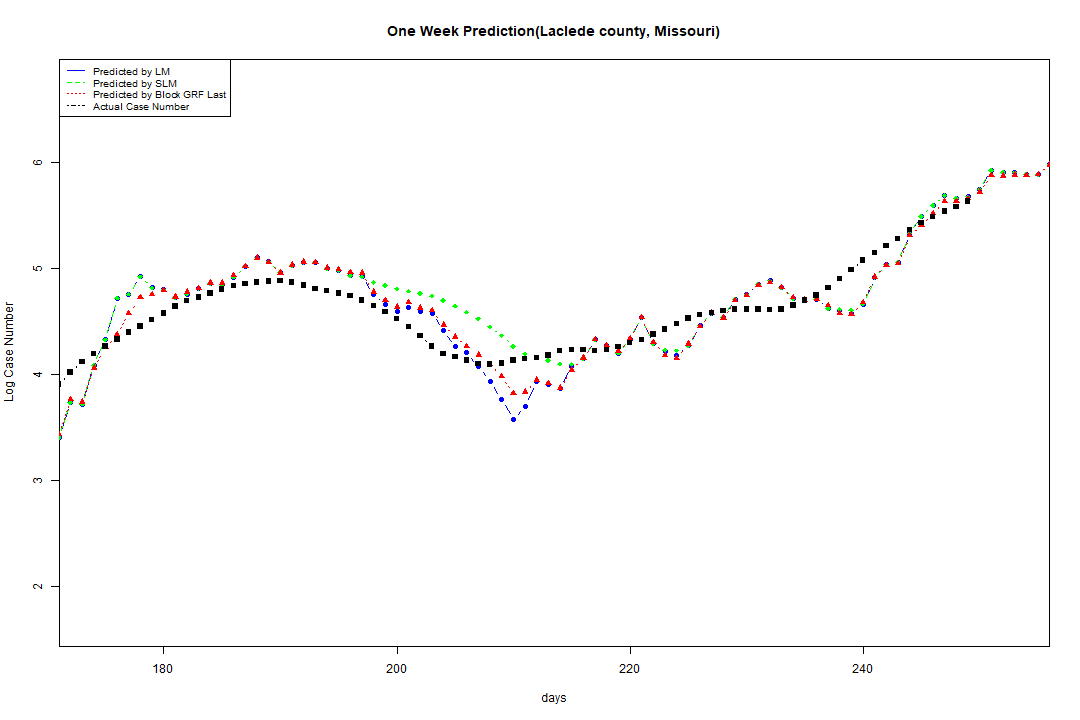 One Week Prediction(Laclede county, Missouri)
Predicted by LM
Predicted by SLM
Predicted by Block GRF Last
Actual Case Number
6
5
4
3
2
Log Case Number
180 200 220 240
days